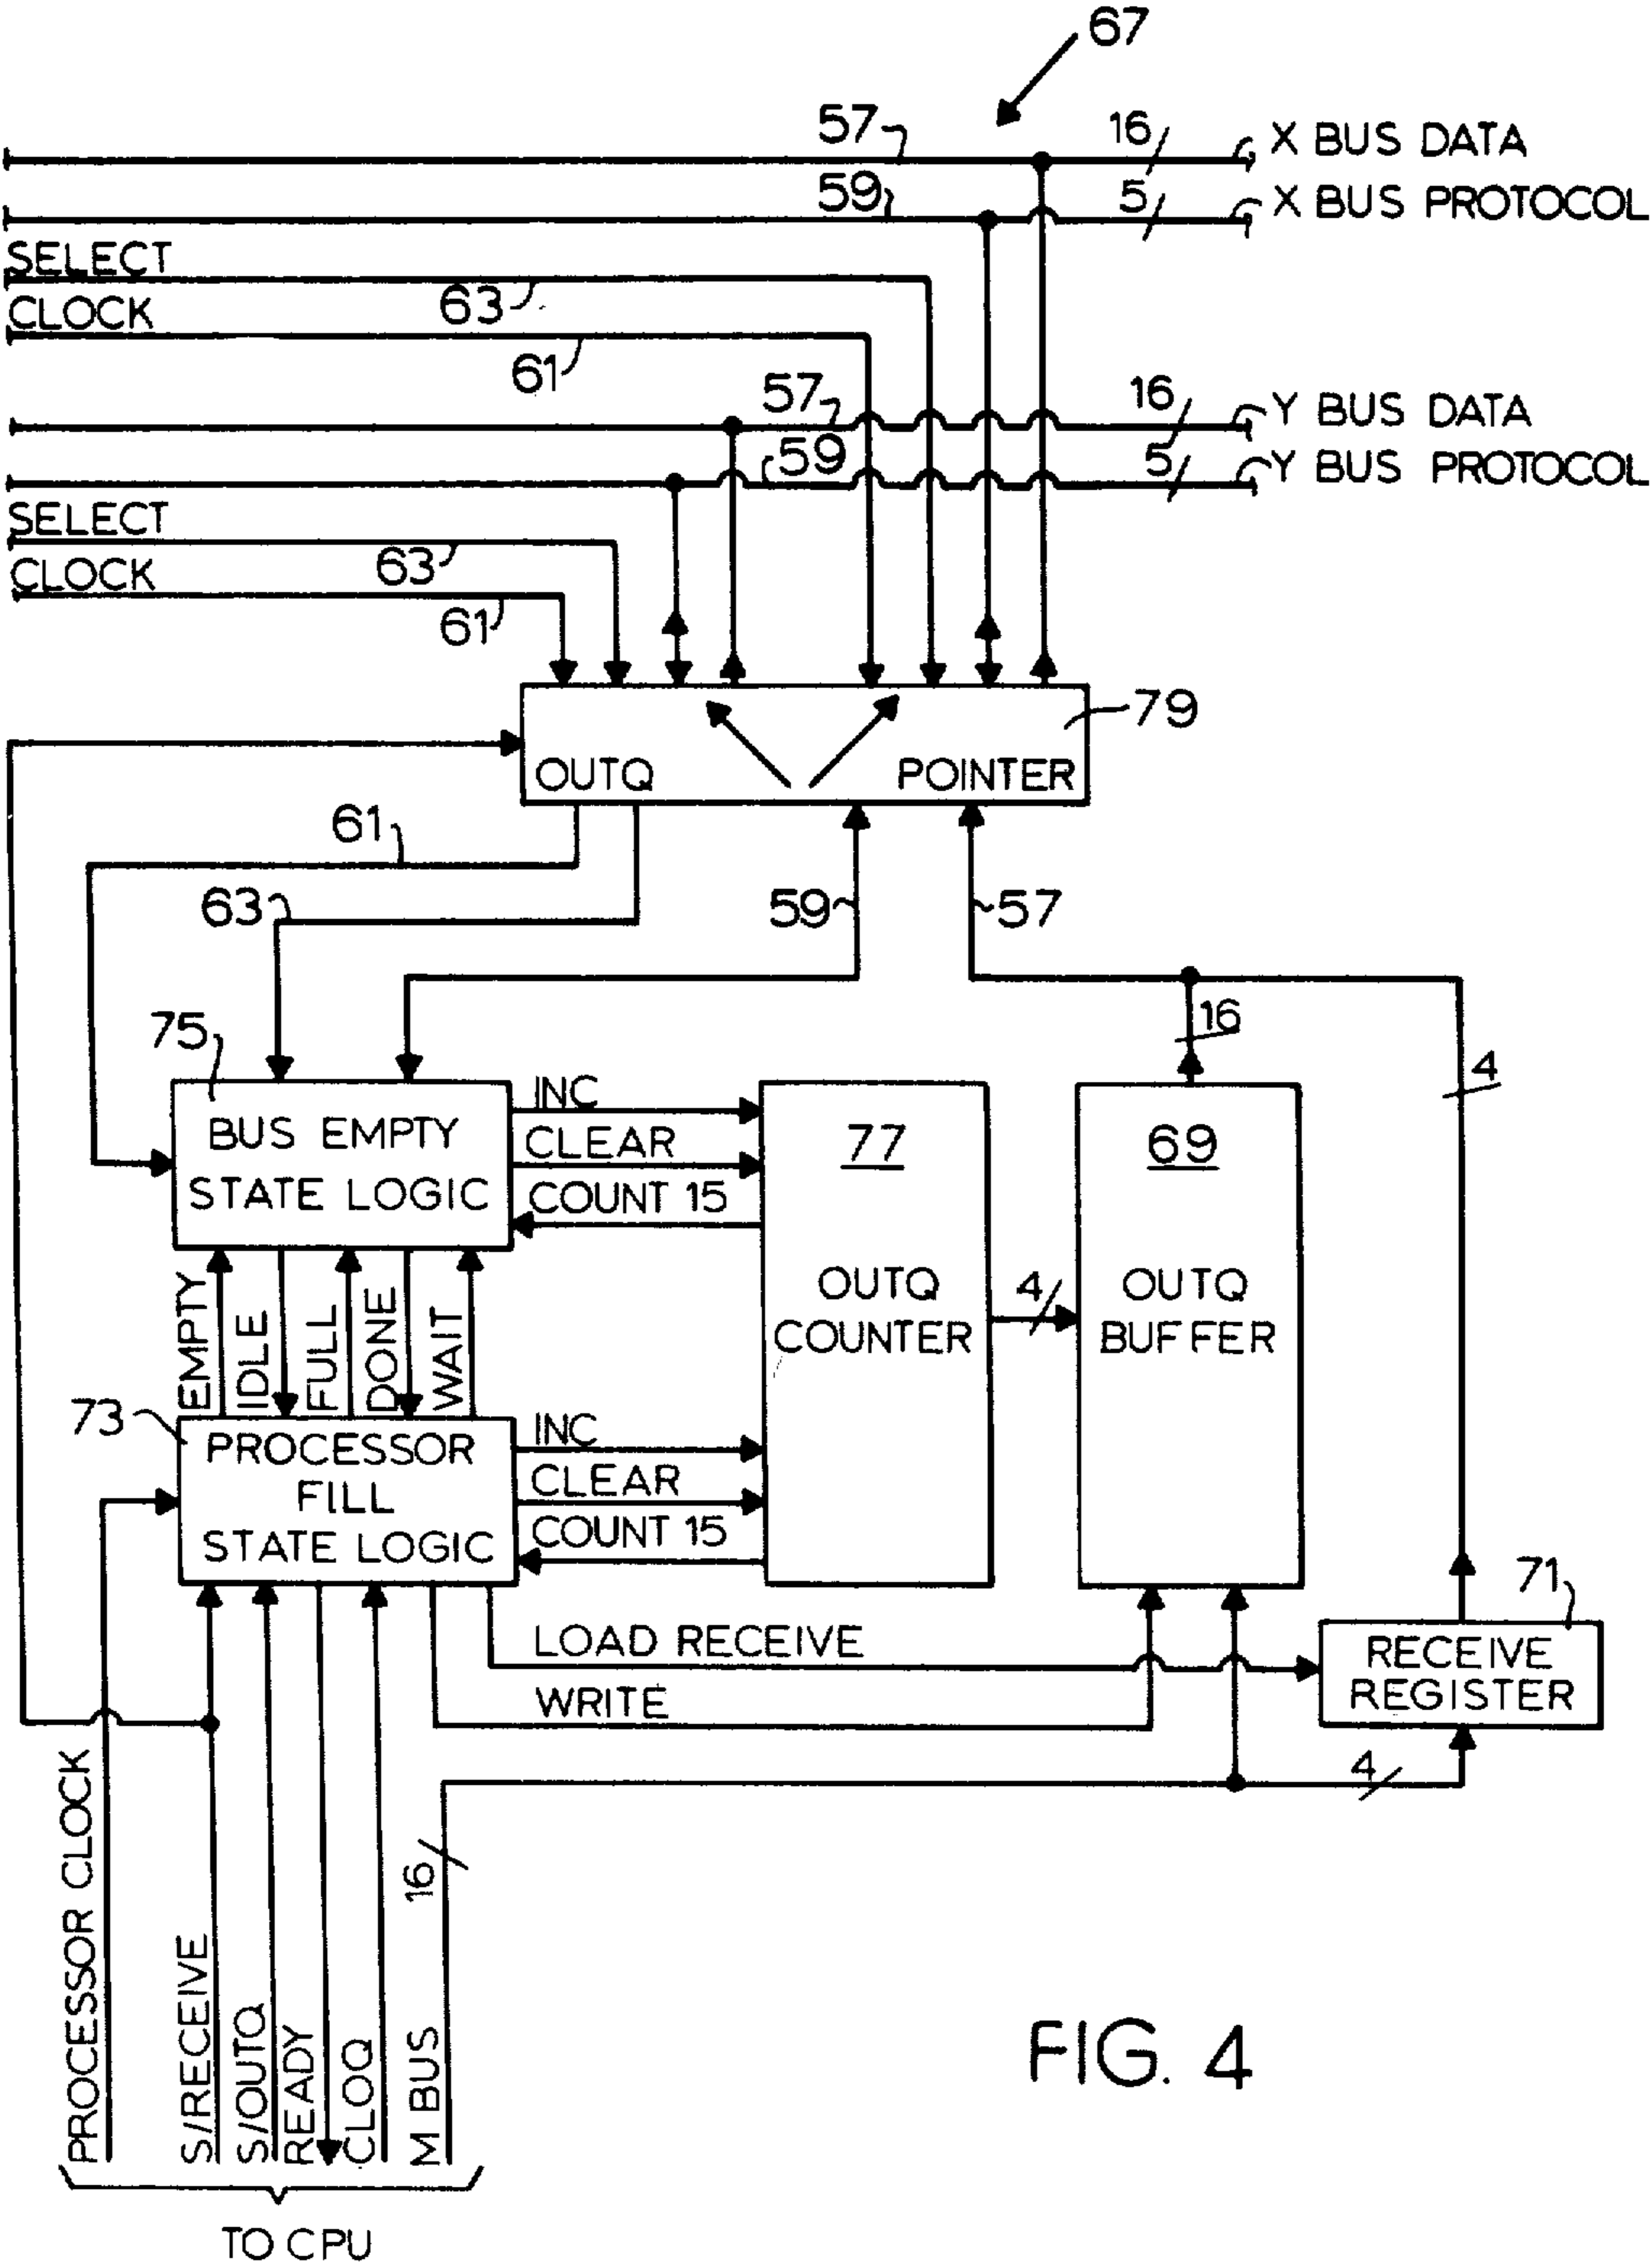 67
57
16
X BUS DATA
59
5
X BUS PROTOCOL
SELECT
63
CLOCK
61
57
16
Y BUS DATA
59
5
Y BUS PROTOCOL
SELECT
63
CLOCK
61
79
OUTQ
POINTER
61
63
59
57
16
4
75
BUS EMPTY
STATE LOGIC
INC
CLEAR
COUNT 15
77
OUTQ
COUNTER
4
69
OUTQ
BUFFER
EMPTY
IDLE
FULL
DONE
WAIT
73
PROCESSOR
FILL
STATE LOGIC
INC
CLEAR
COUNT 15
71
RECEIVE
REGISTER
LOAD RECEIVE
WRITE
4
16
PROCESSOR CLOCK
S/RECEIVE
S/OUTQ
READY
CLOQ
M BUS
TO CPU
FIG. 4